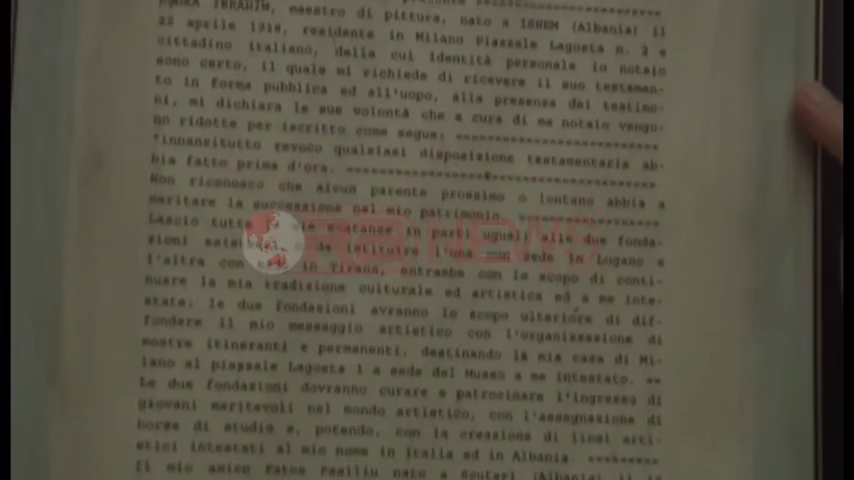 IBRAHIM, maestro di pittura, nato a ISHEM (Albania) il
22 aprile 1918, residente in Milano Piazzale Lagosta n. 2 e
cittadino italiano, della cui identità personale io notaio
sono certo, il quale mi richiede di ricevere il suo testamen-
to in forma pubblica ed all'uopo, alla presenza dei testimo-
ni, mi dichiara le sue volontà che a cura di me notaio vengo-
no ridotte per iscritto come segue:
"innanzitutto revoco qualsiasi disposizione testamentaria ab-
bia fatto prima d'ora.
Non riconosco che alcun parente prossimo o lontano abbia a
meritare la successione nel mio patrimonio.
Lascio tutte le mie sostanze in parti uguali alle due fonda-
zioni da istituire l'una con sede in Lugano e
l'altra con in Tirana, entrambe con lo scopo di conti-
nuare la mia tradizione culturale ed artistica ed a me inte-
state; le due fondazioni avranno lo scopo ulteriore di dif-
fondere il mio messaggio artistico con l'organizzazione di
mostre itineranti e permanenti, destinando la mia casa di Mi-
lano al piazzale Lagosta 1 a sede del Museo a me intestato.
Le due fondazioni dovranno curare e patrocinare l'ingresso di
giovani meritevoli nel mondo artistico, con l'assegnazione di
borse di studio e, potendo, con la creazione di licei arti-
stici intestati al mio nome in Italia ed in Albania.
Il mio amico Fatos nato a Scutari (Albania) il
NEWS